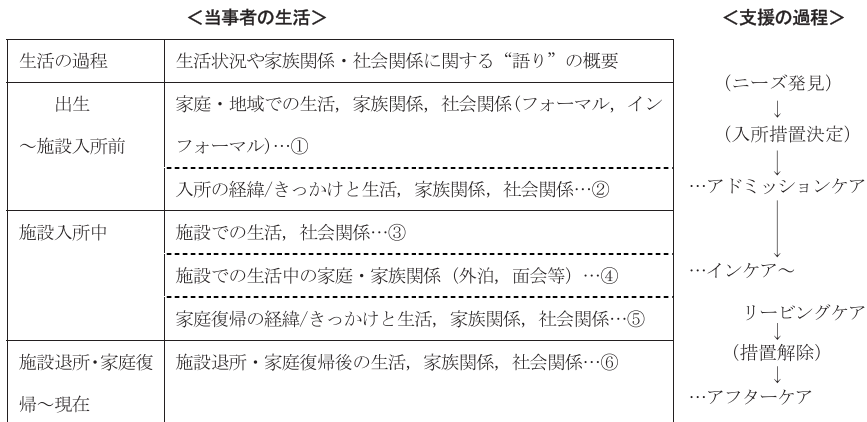 ＜当事者の生活＞
＜支援の過程＞
生活の過程
生活状況や家族関係・社会関係に関する“語り”の概要
出生
～施設入所前
家庭・地域での生活，家族関係，社会関係（フォーマル，イン
フォーマル）…①
入所の経緯/きっかけと生活，家族関係，社会関係…②
施設入所中
施設での生活，社会関係…③
施設での生活中の家庭・家族関係（外泊，面会等）…④
家庭復帰の経緯/きっかけと生活，家族関係，社会関係…⑤
施設退所・家庭復
帰～現在
施設退所・家庭復帰後の生活，家族関係，社会関係…⑥
（ニーズ発見）
↓
（入所措置決定）
↓
…アドミッションケア
↓
…インケア～
リービングケア
↓
（措置解除）
↓
…アフターケア